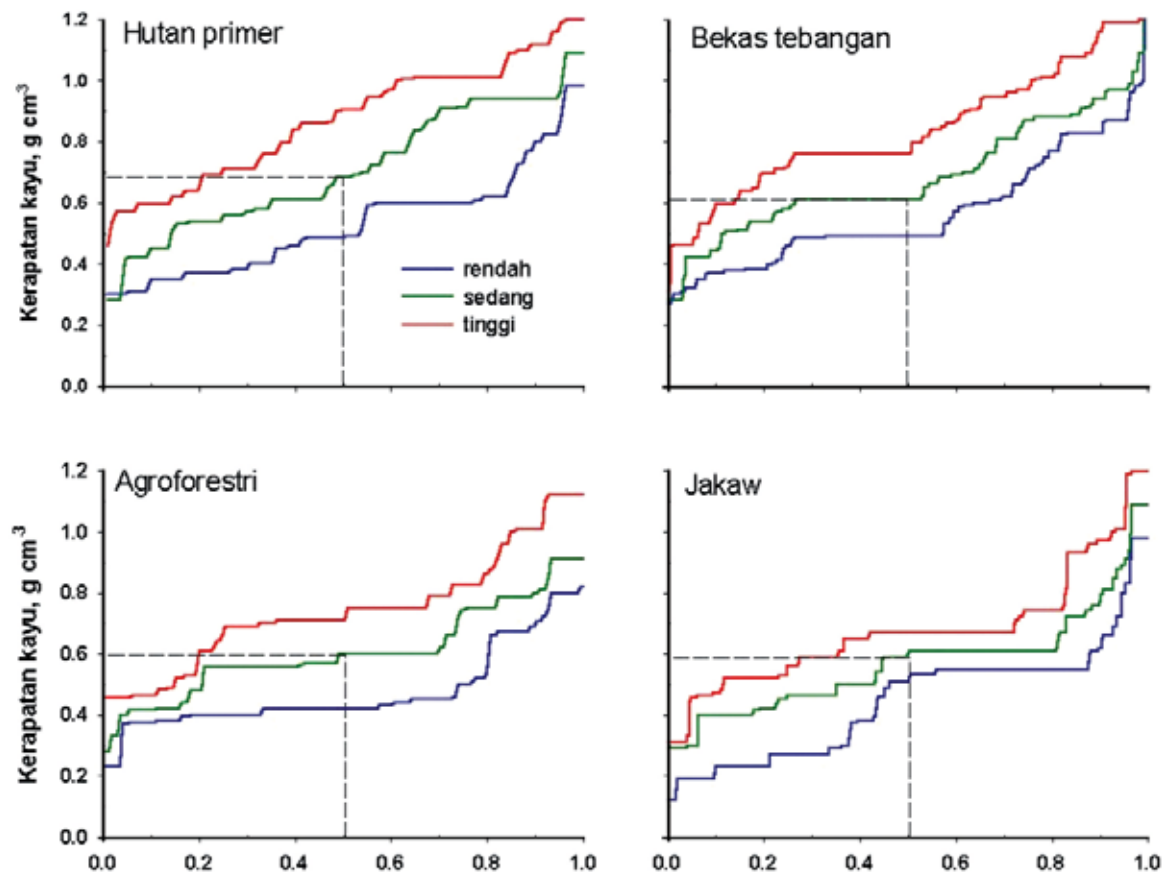 Hutan primer
Kerapatan kayu, g cm-3
1.2
1.0
0.8
0.6
0.4
0.2
0.0
rendah
sedang
tinggi
Bekas tebangan
Agroforestri
Kerapatan kayu, g cm-3
1.2
1.0
0.8
0.6
0.4
0.2
0.0
0.0 0.2 0.4 0.6 0.8 1.0
Jakaw
0.0 0.2 0.4 0.6 0.8 1.0